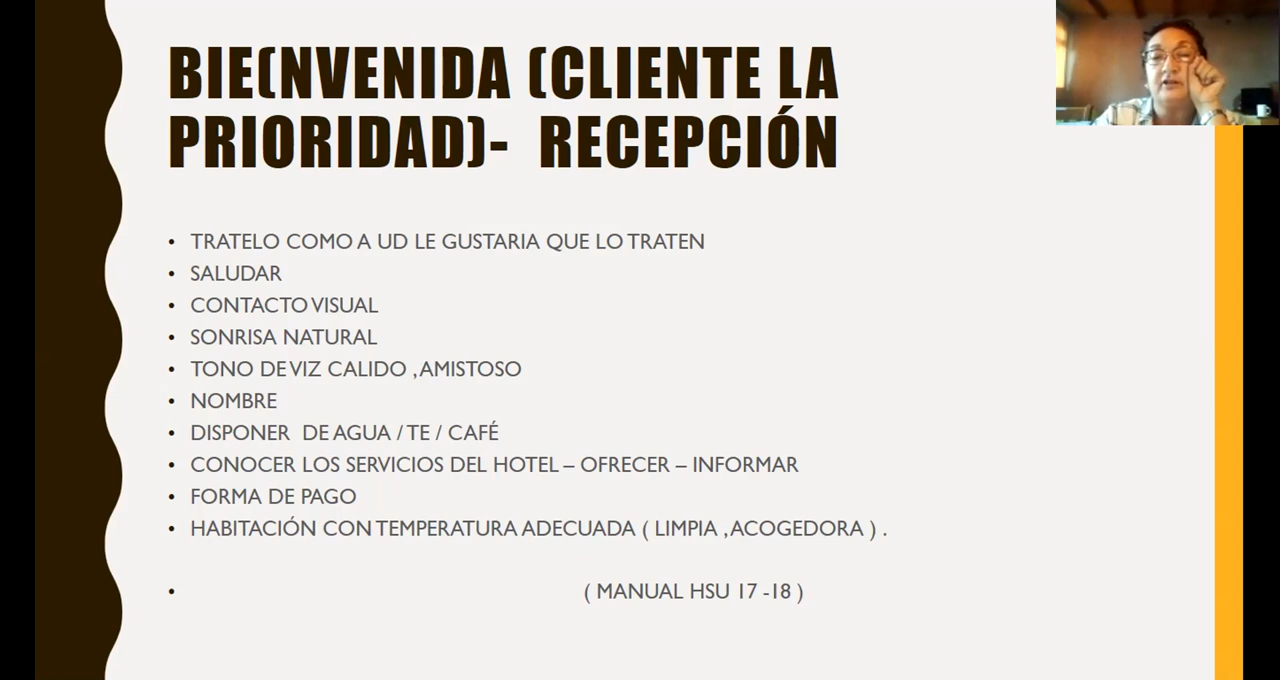 BIE(NVENIDA (CLIENTE LA
PRIORIDAD)- RECEPCIÓN
• TRATELO COMO A UD LE GUSTARIA QUE LO TRATEN
• SALUDAR
• CONTACTO VISUAL
• SONRISA NATURAL
• TONO DE VIZ CALIDO , AMISTOSO
• NOMBRE
• DISPONER DE AGUA / TE / CAFÉ
• CONOCER LOS SERVICIOS DEL HOTEL – OFRECER – INFORMAR
• FORMA DE PAGO
• HABITACIÓN CON TEMPERATURA ADECUADA ( LIMPIA , ACOGEDORA ) .
• ( MANUAL HSU 17 -18 )